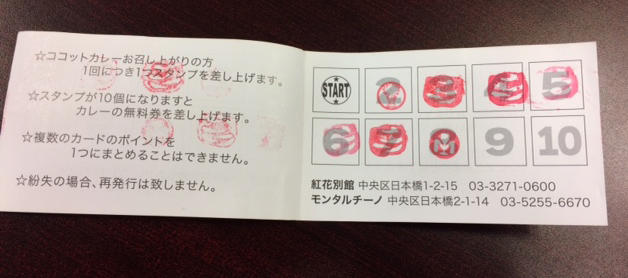 ☆ココットカレーお召し上がりの方
1回につき1つスタンプを差し上げます。
☆スタンプが10個になりますと
カレーの無料券を差し上げます。
☆複数のカードのポイントを
1つにまとめることはできません。
☆紛失の場合、再発行は致しません。
START 2 3 4 5
6 7 8 9 10
紅花別館 中央区日本橋1-2-15 03-3271-0600
モンタルチーノ 中央区日本橋2-1-14 03-5255-6670